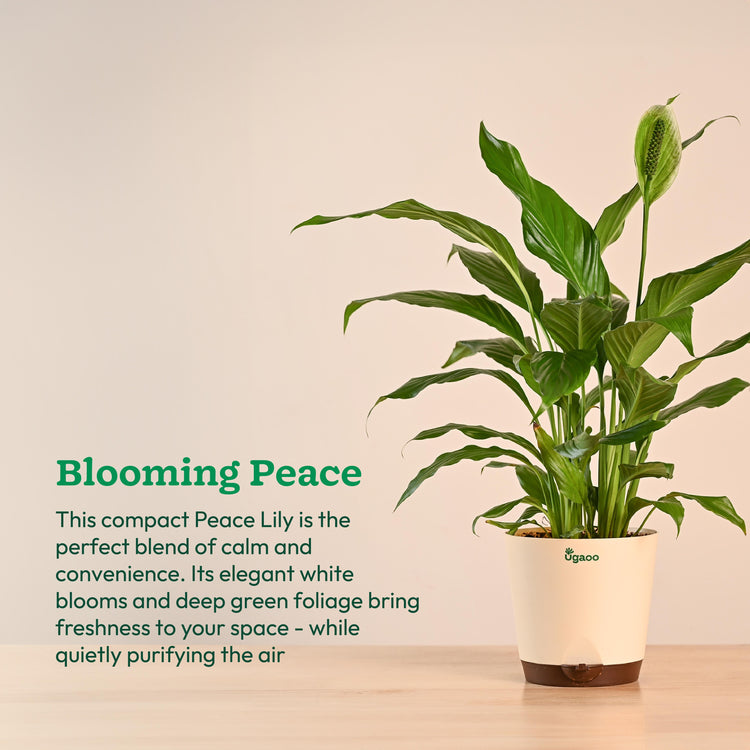 Blooming Peace
This compact Peace Lily is the
perfect blend of calm and
convenience. Its elegant white
blooms and deep green foliage bring
freshness to your space - while
quietly purifying the air
ugaoo